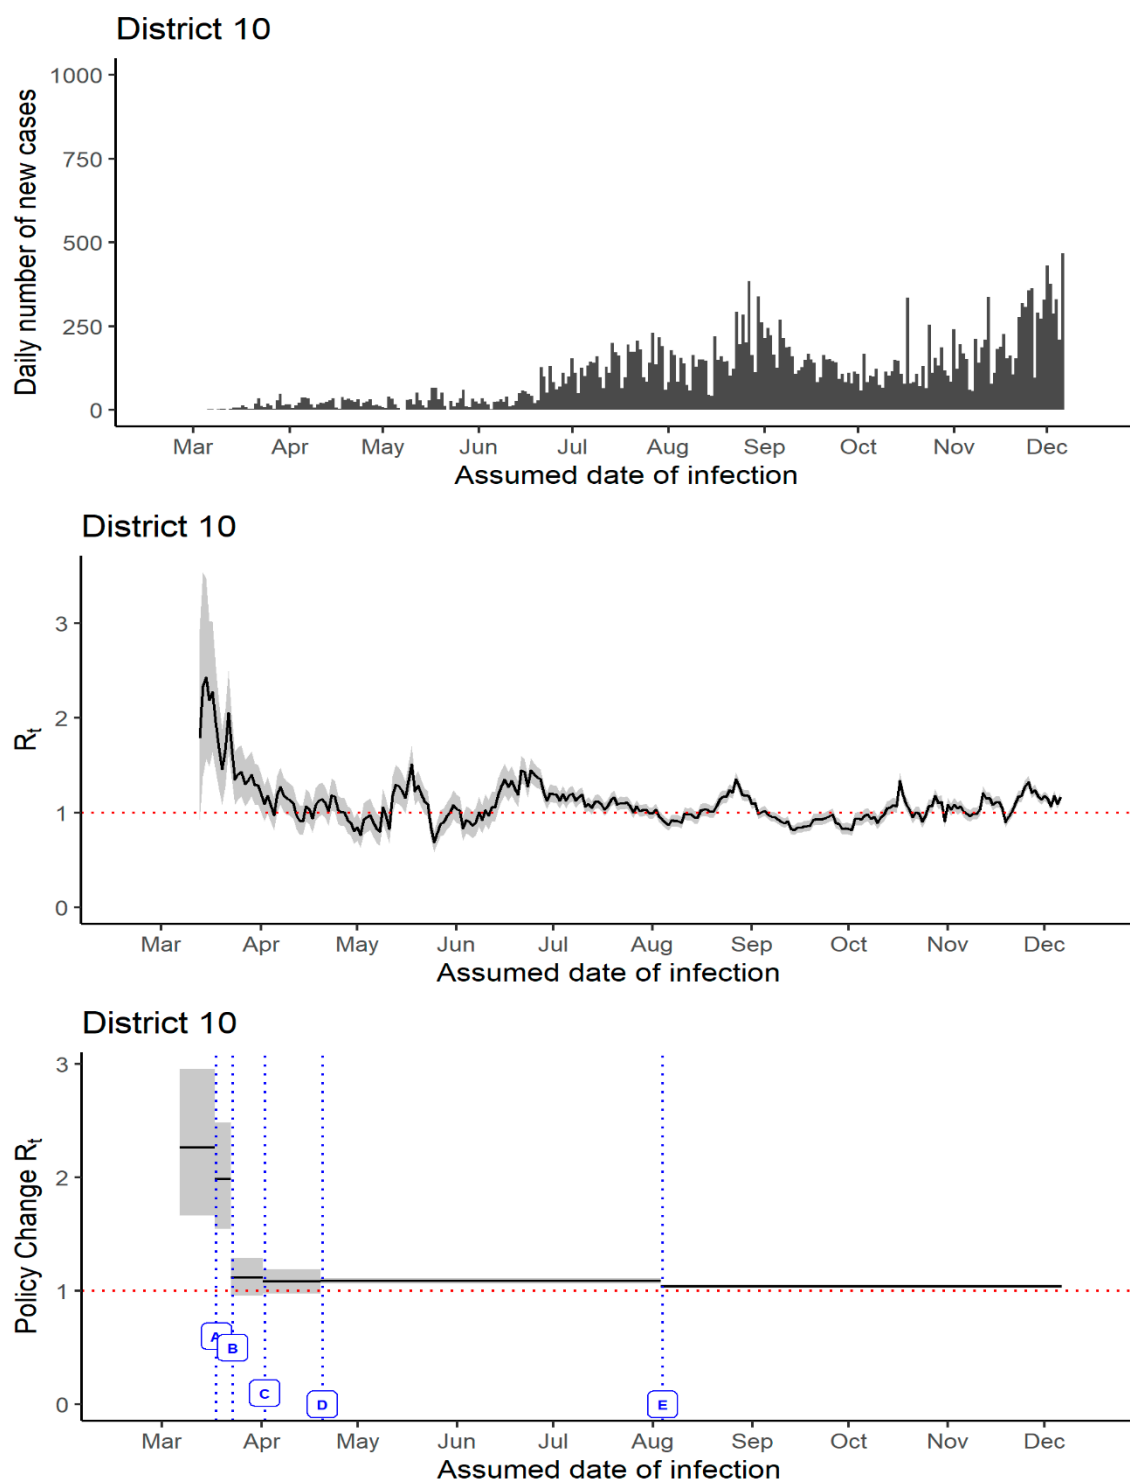 District 10
Daily number of new cases
1000
750
500
250
0
Mar Apr May Jun Jul Aug Sep Oct Nov Dec
Assumed date of infection
District 10
Rt
3
2
1
0
Mar Apr May Jun Jul Aug Sep Oct Nov Dec
Assumed date of infection
District 10
Policy Change Rt
3
2
1
0
A
B
C
D
E
Mar Apr May Jun Jul Aug Sep Oct Nov Dec
Assumed date of infection